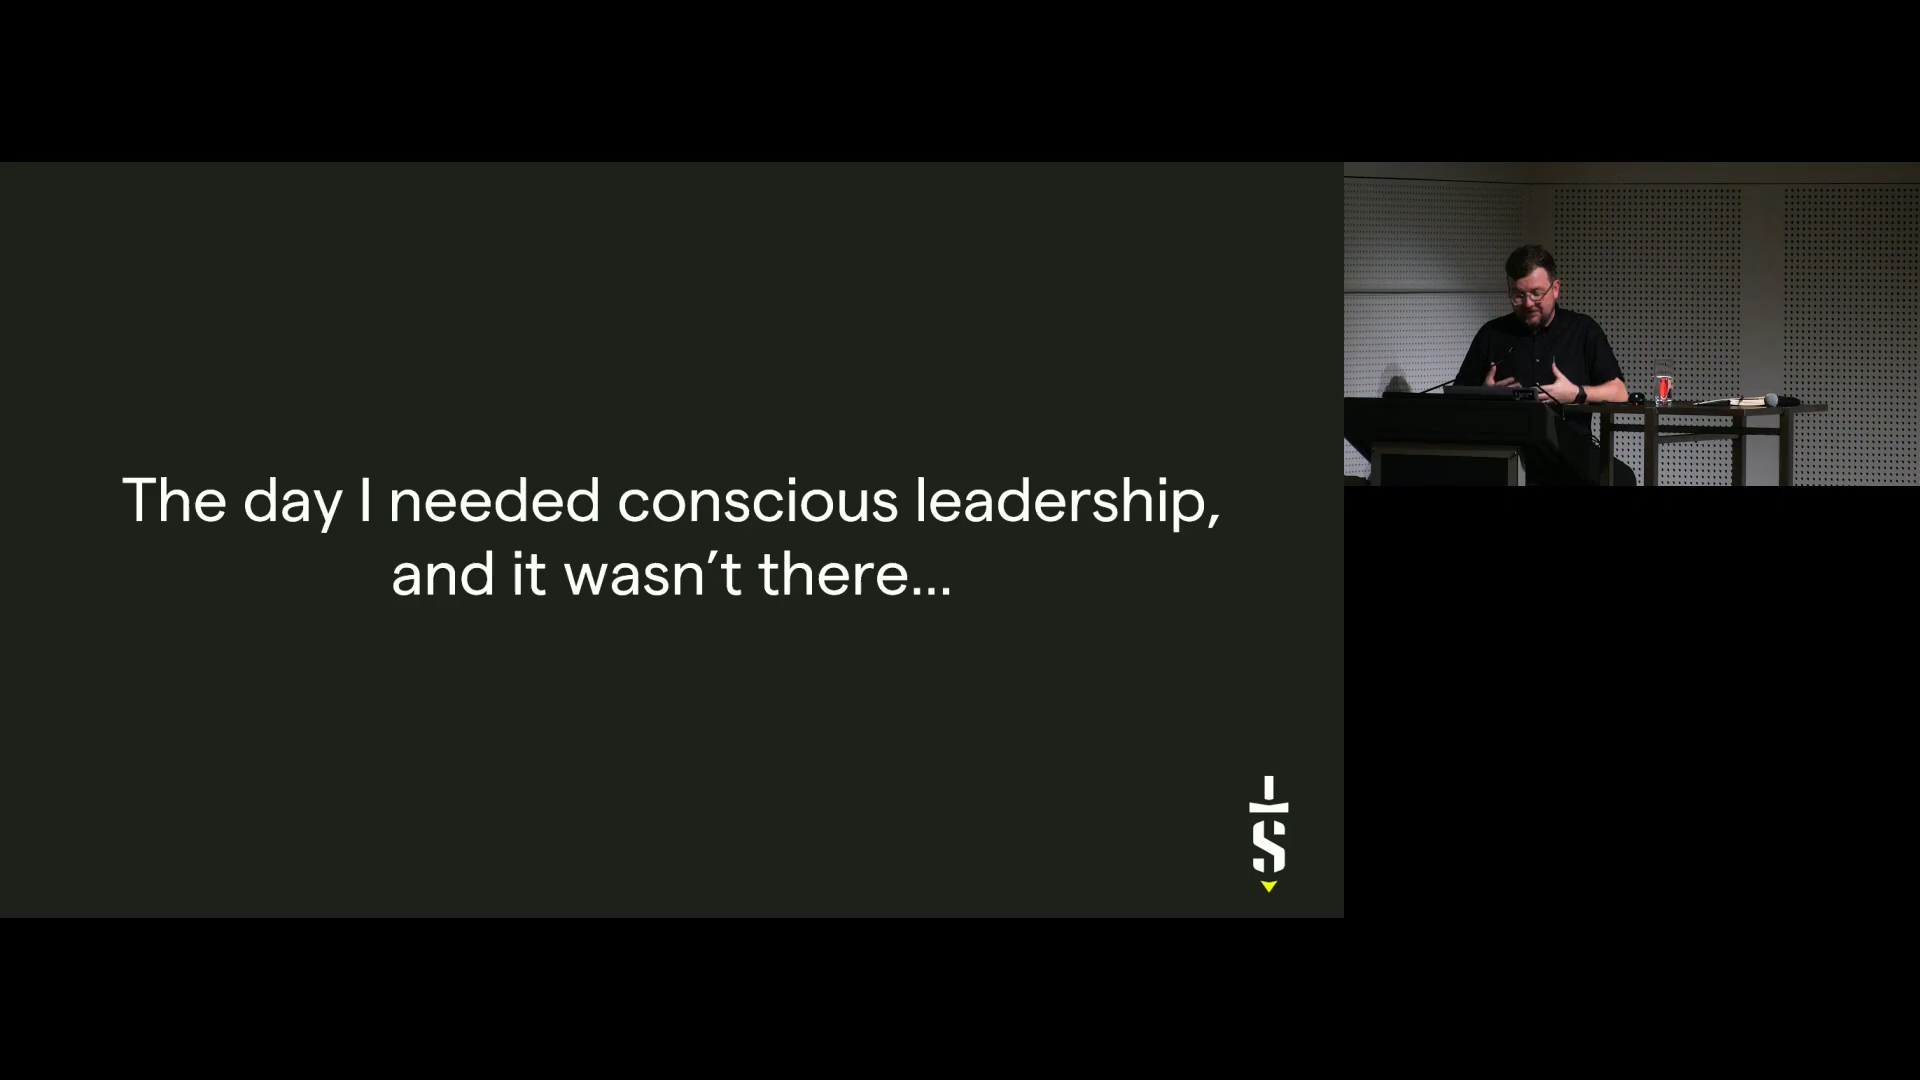 The day I needed conscious leadership,
and it wasn’t there...
S